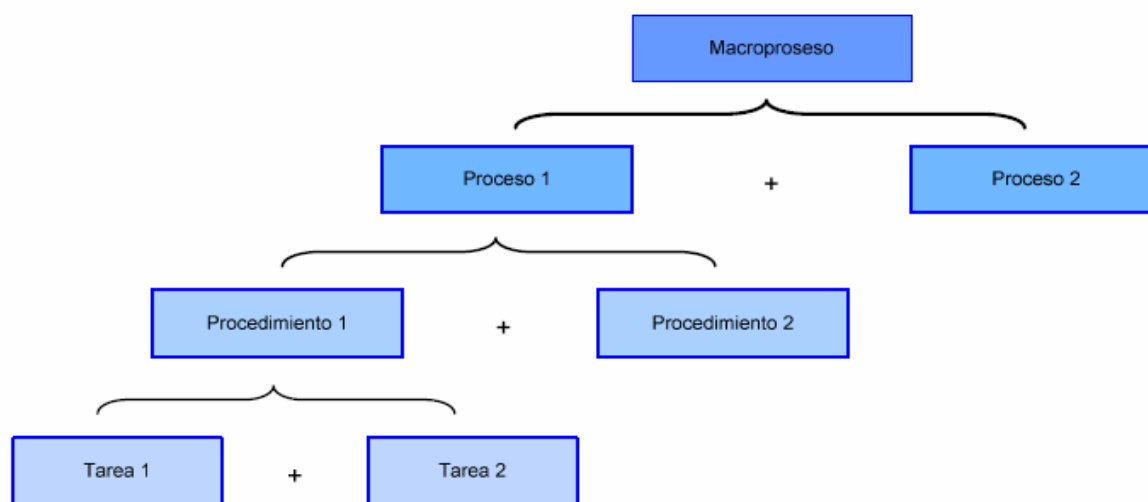 Macroproseso
Proceso 1
+
Proceso 2
Procedimiento 1
+
Procedimiento 2
Tarea 1
+
Tarea 2